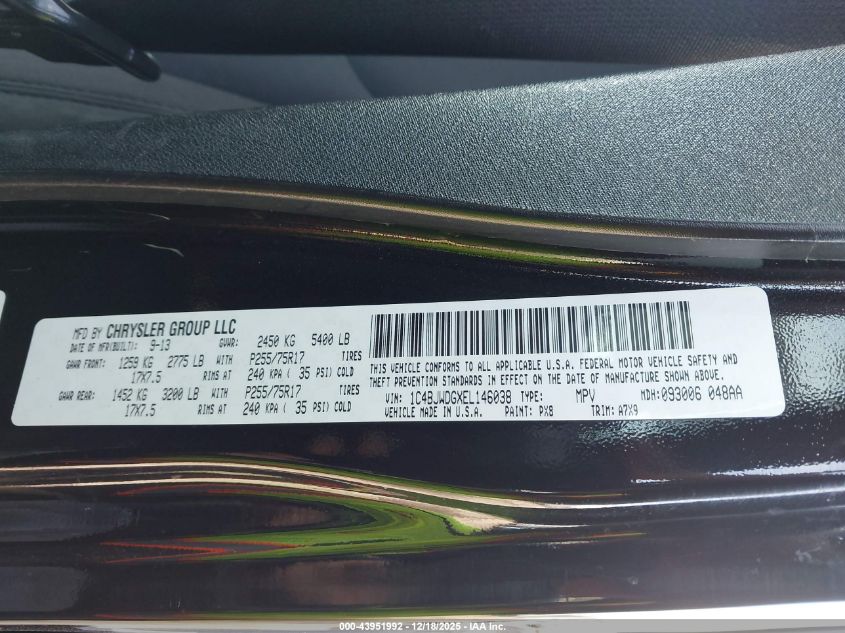 MFD BY CHRYSLER GROUP LLC
DATE OF MFR(BUILT): 9-13 GVWR: 2450 KG 5400 LB
GAWR FRONT: 1259 KG 2775 LB WITH P255/75R17 TIRES
17X7.5 RIMS AT 240 KPA ( 35 PSI) COLD
GAWR REAR: 1452 KG 3200 LB WITH P255/75R17 TIRES
17X7.5 RIMS AT 240 KPA ( 35 PSI) COLD
THIS VEHICLE CONFORMS TO ALL APPLICABLE U.S.A. FEDERAL MOTOR VEHICLE SAFETY AND
THEFT PREVENTION STANDARDS IN EFFECT ON THE DATE OF MANUFACTURE SHOWN ABOVE.
VIN: 1C4BJWDGXEL146038 TYPE: MPV MDH: 093006 048AA
VEHICLE MADE IN U.S.A. PAINT: PX8 TRIM: A7X9
000-43951992 - 12/18/2025 - IAA Inc.